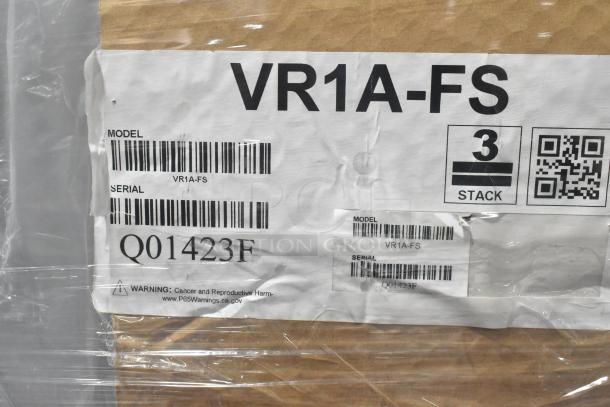 VR1A-FS
MODEL
VR1A-FS
SERIAL
Q01423F
3
STACK
MODEL
VR1A-FS
SERIAL
Q01423F
WARNING: Cancer and Reproductive Harm-
www.P65Warnings.ca.gov